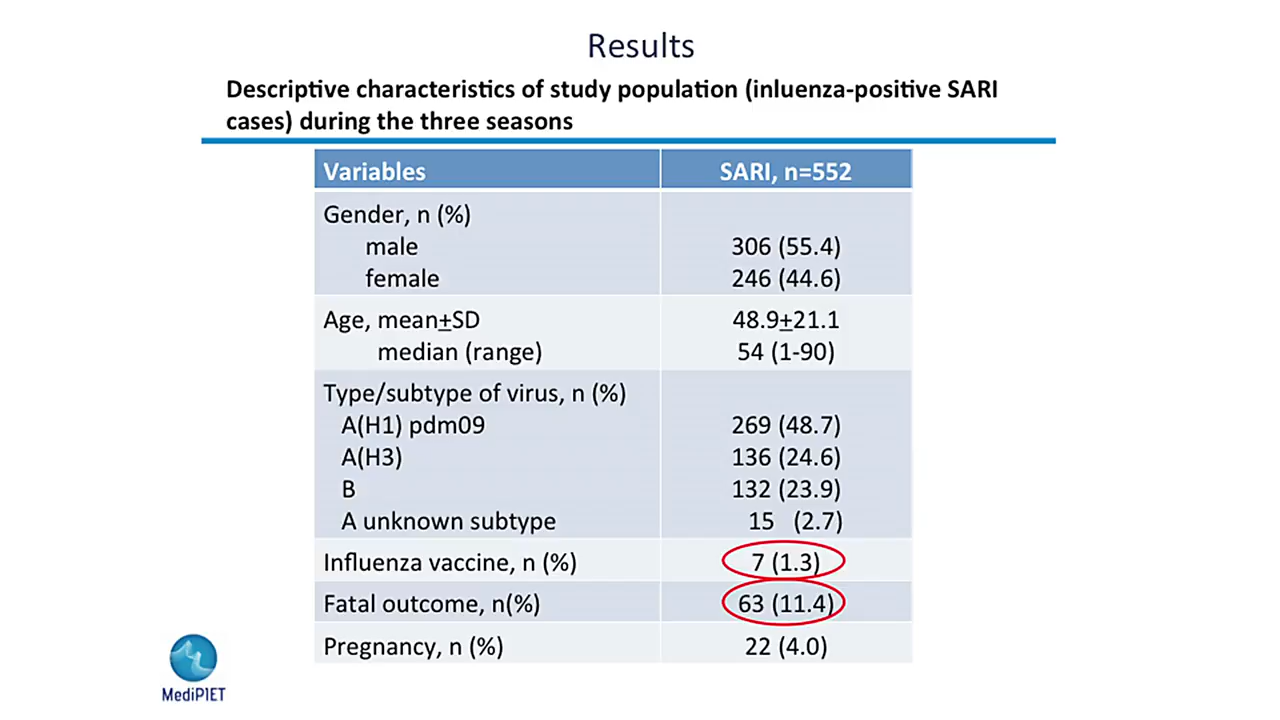 Results
Descriptive characteristics of study population (inluenza-positive SARI
cases) during the three seasons
Variables SARI, n=552
Gender, n (%)
male 306 (55.4)
female 246 (44.6)
Age, mean±SD 48.9±21.1
median (range) 54 (1-90)
Type/subtype of virus, n (%)
A(H1) pdm09 269 (48.7)
A(H3) 136 (24.6)
B 132 (23.9)
A unknown subtype 15 (2.7)
Influenza vaccine, n (%) 7 (1.3)
Fatal outcome, n(%) 63 (11.4)
Pregnancy, n (%) 22 (4.0)
MediPIET